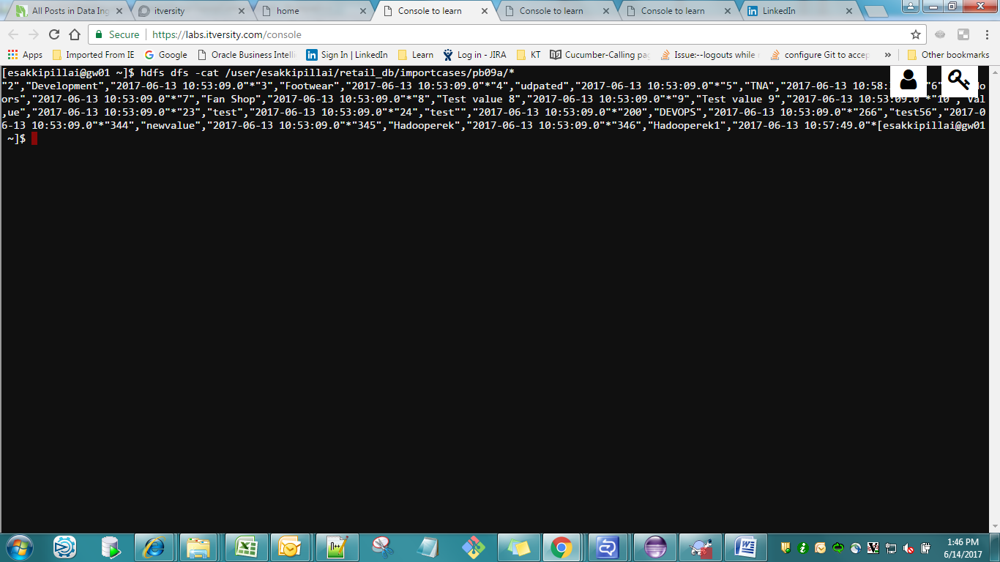 All Posts in Data Ing
itversity
home
Console to learn
Console to learn
Console to learn
LinkedIn
Secure
https://labs.itversity.com/console
Apps
Imported From IE
Google
Oracle Business Intelli
Sign In | LinkedIn
Learn
Log in - JIRA
KT
Cucumber-Calling pag
Issue:--logouts while
configure Git to accep
»
Other bookmarks
[esakkipillai@gw01 ~]$ hdfs dfs -cat /user/esakkipillai/retail_db/importcases/pb09a/*
"2","Development","2017-06-13 10:53:09.0"*"3","Footwear","2017-06-13 10:53:09.0"*"4","udpated","2017-06-13 10:53:09.0"*"5","TNA","2017-06-13 10:58: "6"
ors","2017-06-13 10:53:09.0"*"7","Fan Shop","2017-06-13 10:53:09.0"*"8","Test value 8","2017-06-13 10:53:09.0"*"9","Test value 9","2017-06-13 10:53:09.0"*"10","Val
,ue","2017-06-13 10:53:09.0"*"23","test","2017-06-13 10:53:09.0"*"24","test"","2017-06-13 10:53:09.0"*"200","DEVOPS","2017-06-13 10:53:09.0"*"266","test56","2017-0
6-13 10:53:09.0"*"344","newvalue","2017-06-13 10:53:09.0"*"345","Hadooperek","2017-06-13 10:53:09.0"*"346","Hadooperek1","2017-06-13 10:57:49.0"*[esakkipillai@gw01
~]$
1:46 PM
6/14/2017